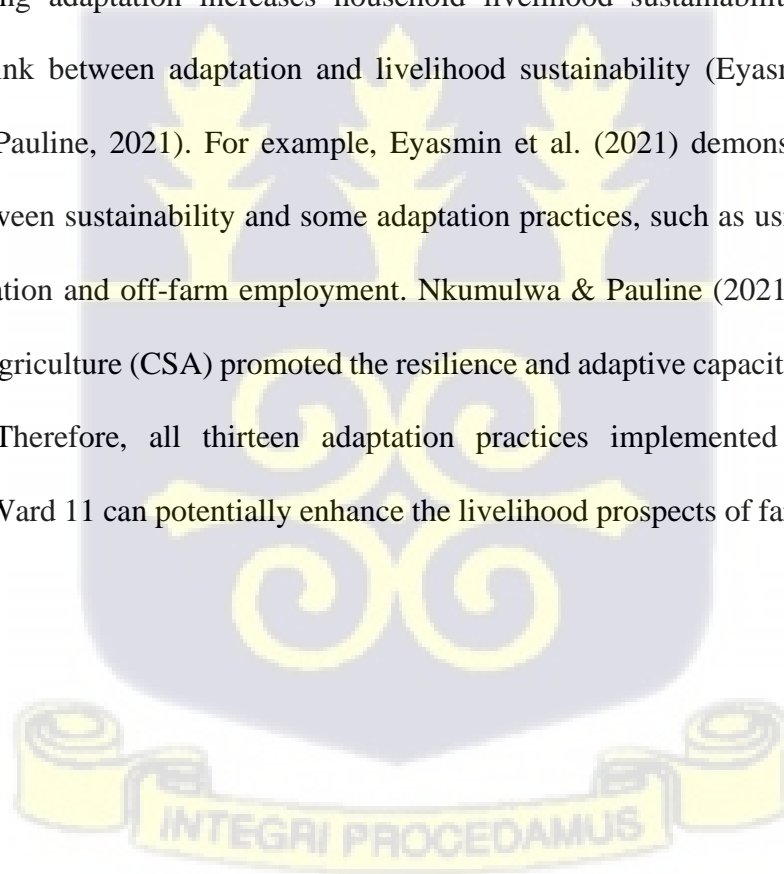 ng adaptation increases household livelihood sustainability
ink between adaptation and livelihood sustainability (Eyasm
Pauline, 2021). For example, Eyasmin et al. (2021) demons
ween sustainability and some adaptation practices, such as us
ation and off-farm employment. Nkumulwa & Pauline (2021
griculture (CSA) promoted the resilience and adaptive capacit
Therefore, all thirteen adaptation practices implemented
Ward 11 can potentially enhance the livelihood prospects of fa
INTEGRI PROCEDAMUS